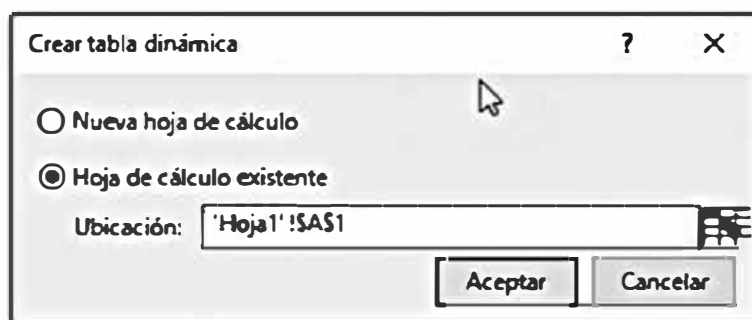 Crear tabla dinámica ? X
Nueva hoja de cálculo
Hoja de cálculo existente
Ubicación: 'Hoja1'!$A$1
Aceptar Cancelar